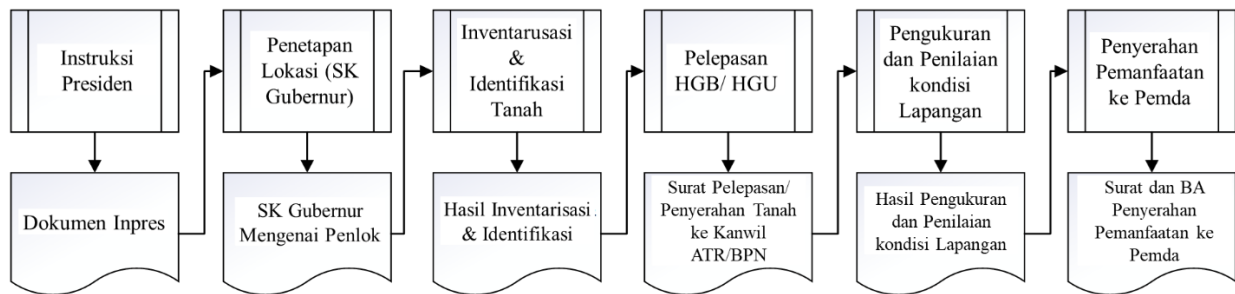 Instruksi
Presiden
Penetapan
Lokasi (SK
Gubernur)
Inventarusasi
&
Identifikasi
Tanah
Pelepasan
HGB/ HGU
Pengukuran
dan Penilaian
kondisi
Lapangan
Penyerahan
Pemanfaatan
ke Pemda
Dokumen Inpres
SK Gubernur
Mengenai Penlok
Hasil Inventarisasi
& Identifikasi
Surat Pelepasan/
Penyerahan Tanah
ke Kanwil
ATR/BPN
Hasil Pengukuran
dan Penilaian
kondisi Lapangan
Surat dan BA
Penyerahan
Pemanfaatan ke
Pemda